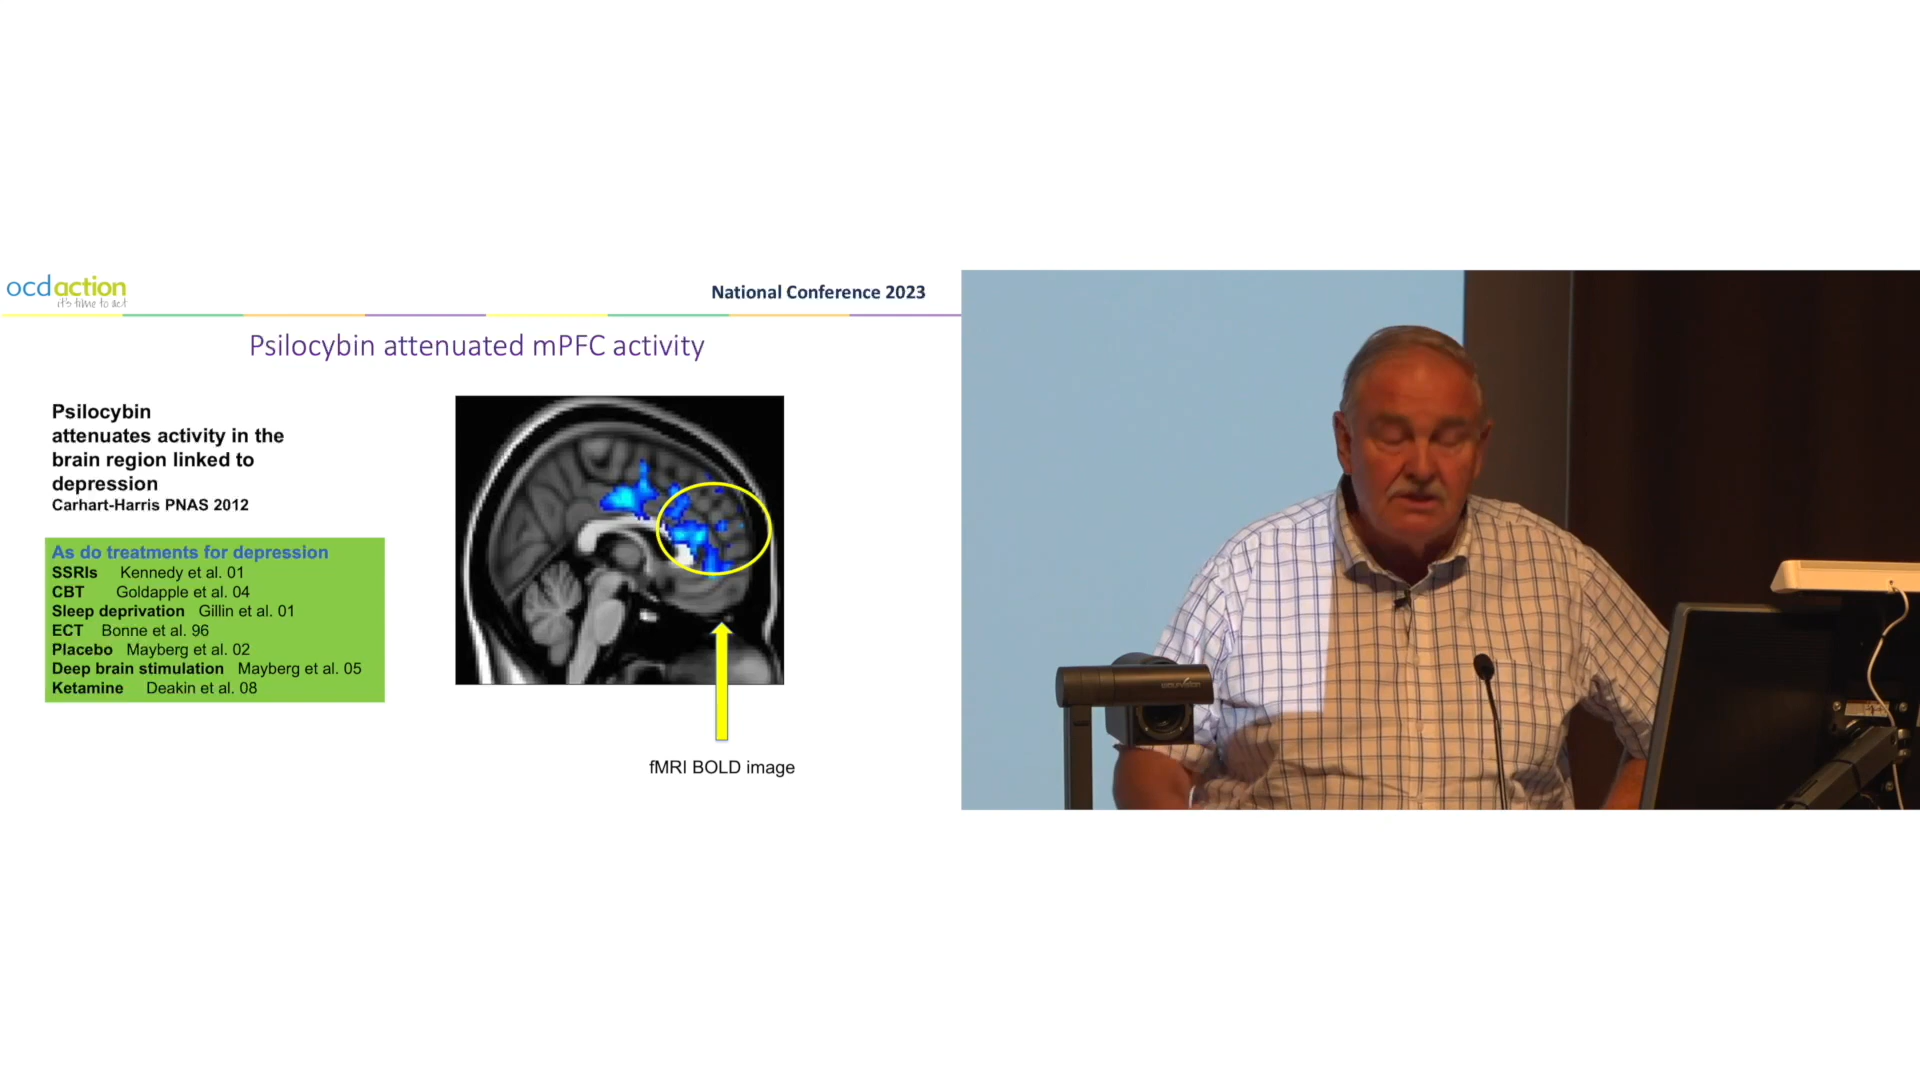 ocdaction
it's time to act
National Conference 2023
Psilocybin attenuated mPFC activity
Psilocybin
attenuates activity in the
brain region linked to
depression
Carhart-Harris PNAS 2012
As do treatments for depression
SSRIs Kennedy et al. 01
CBT Goldapple et al. 04
Sleep deprivation Gillin et al. 01
ECT Bonne et al. 96
Placebo Mayberg et al. 02
Deep brain stimulation Mayberg et al. 05
Ketamine Deakin et al. 08
fMRI BOLD image